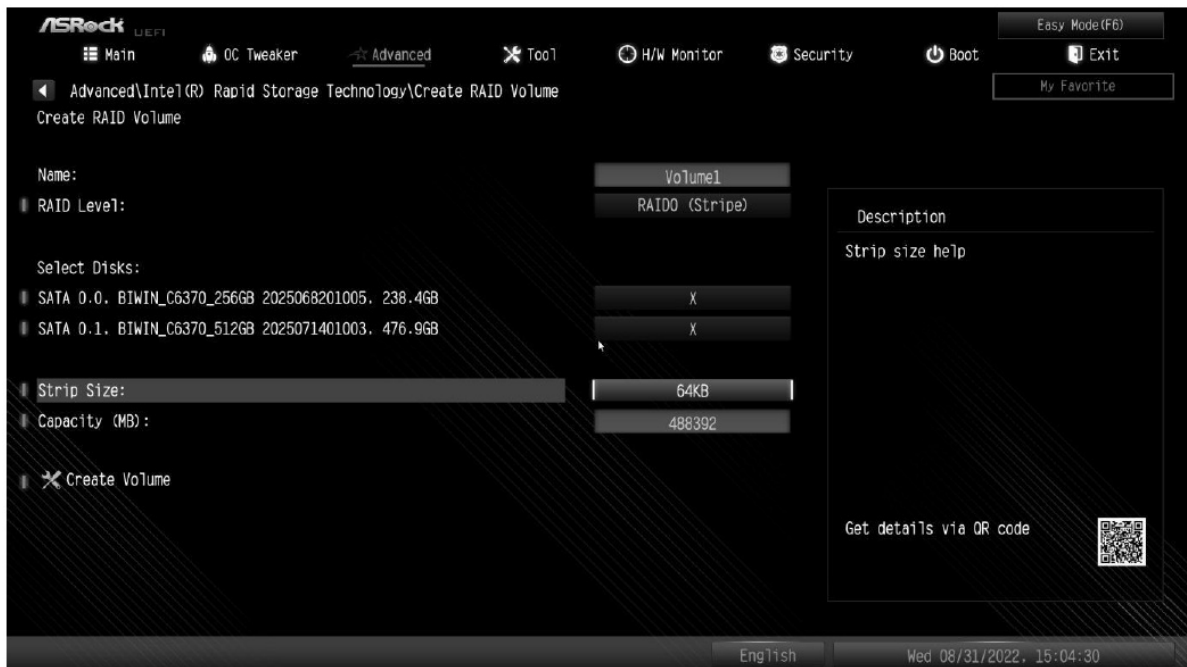 ASRock UEFI
Easy Mode(F6)
Main OC Tweaker Advanced Tool H/W Monitor Security Boot Exit
Advanced\Intel(R) Rapid Storage Technology\Create RAID Volume
My Favorite
Create RAID Volume
Name: Volume1
RAID Level: RAID0 (Stripe)
Select Disks:
SATA 0.0. BIWIN_C6370_256GB 2025068201005. 238.4GB X
SATA 0.1. BIWIN_C6370_512GB 2025071401003. 476.9GB X
Strip Size: 64KB
Capacity (MB): 488392
Create Volume
Description
Strip size help
Get details via QR code
English Wed 08/31/2022. 15:04:30